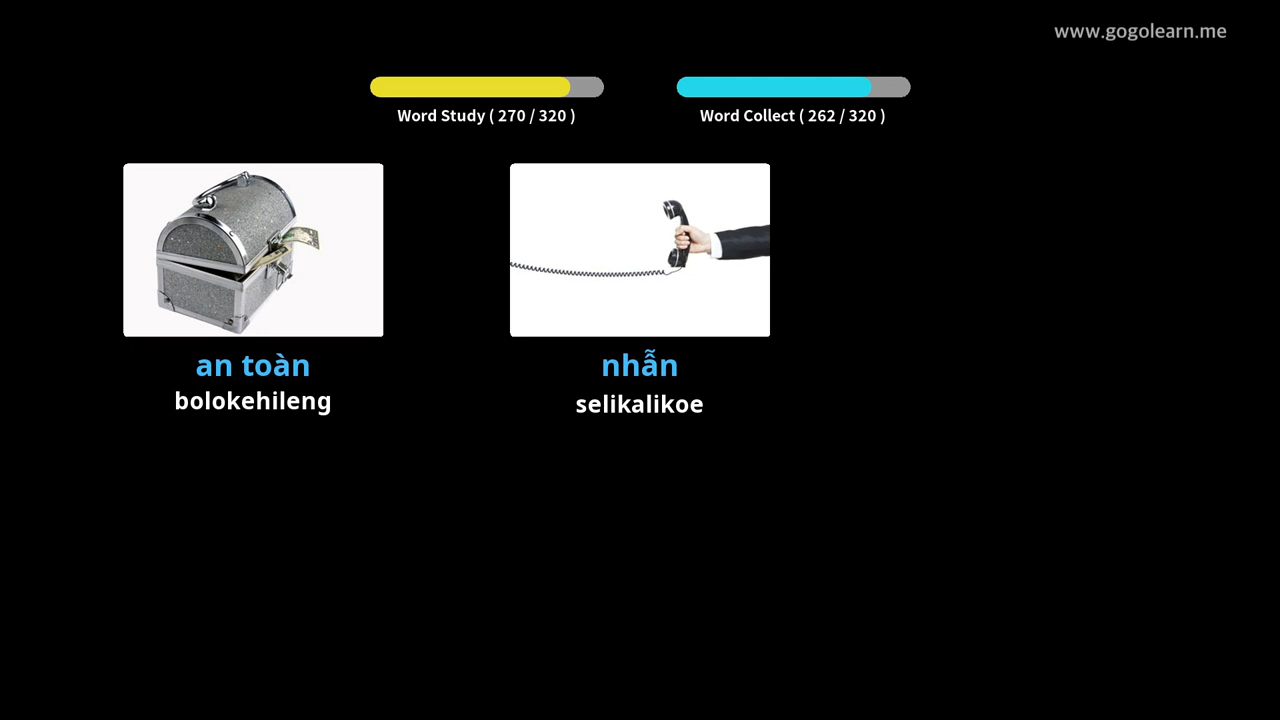 www.gogolearn.me
Word Study ( 270 / 320 )
Word Collect ( 262 / 320 )
an toàn
bolokehileng
nhẫn
selikalikoe